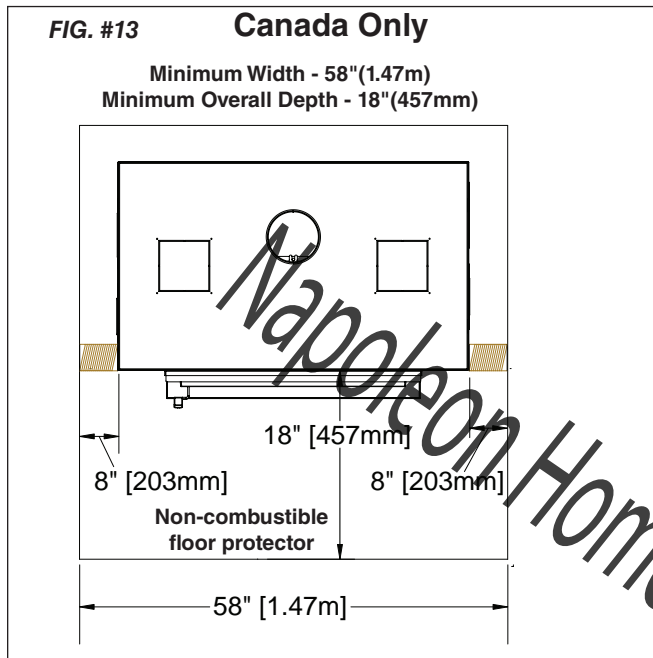 FIG. #13
Canada Only
Minimum Width - 58"(1.47m)
Minimum Overall Depth - 18"(457mm)
Napoleon Home
18" [457mm]
8" [203mm]
8" [203mm]
Non-combustible
floor protector
58" [1.47m]